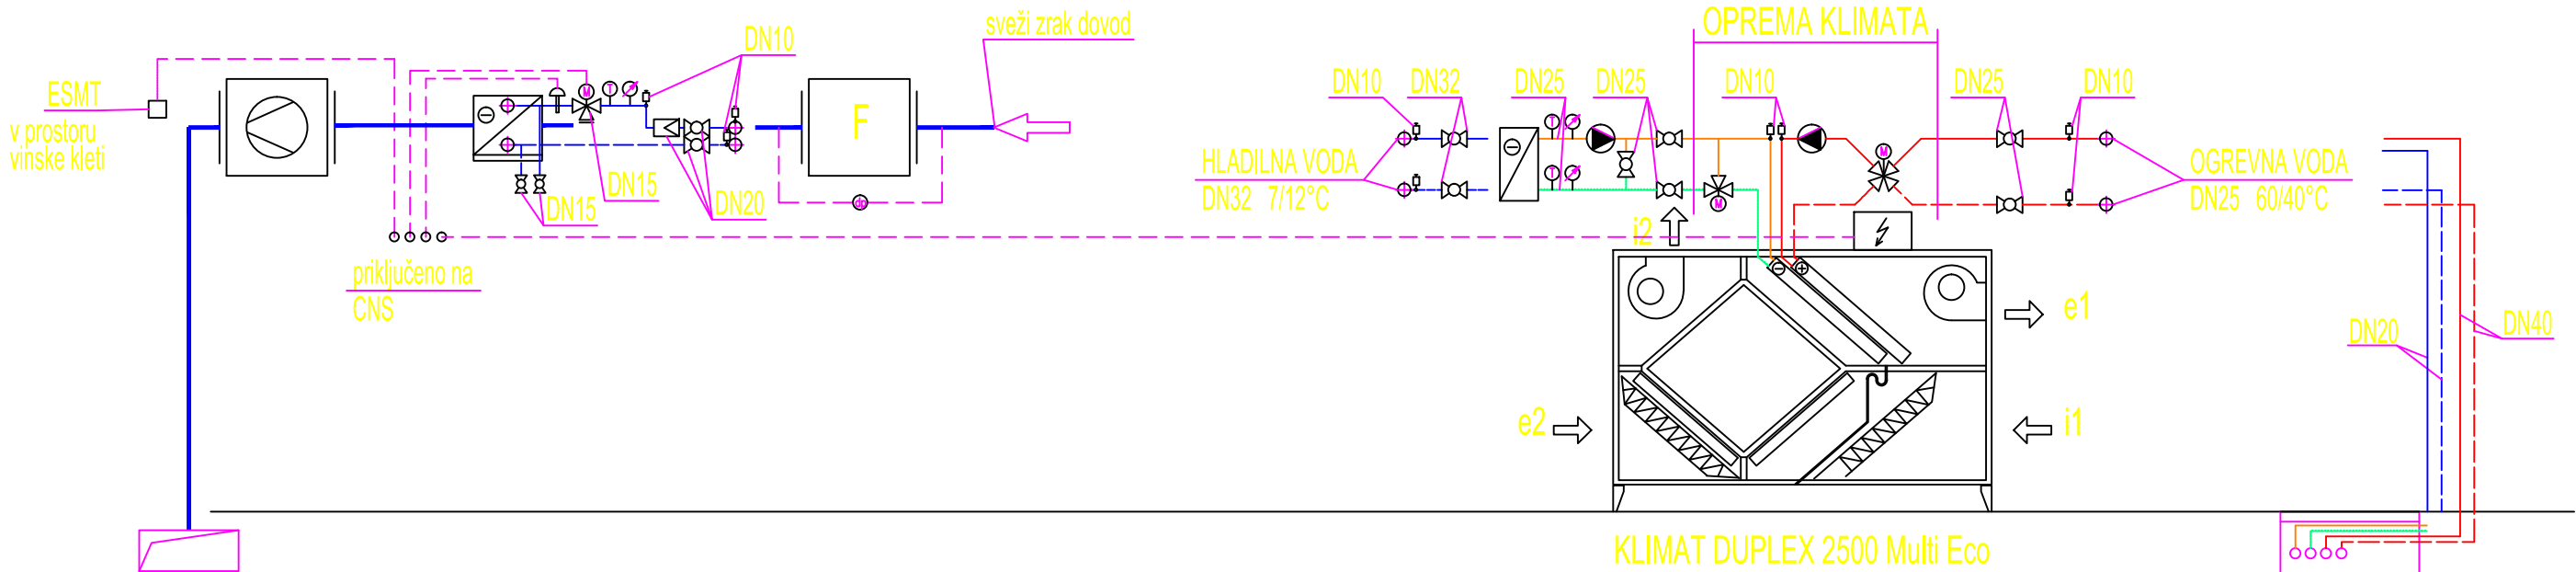 ESMT
v prostoru
vinske kleti
DN10
sveži zrak dovod
F
M
T
DN15
DN15
DN20
dp
priključeno na
CNS
OPREMA KLIMATA
DN10
DN32
DN25
DN25
DN10
DN25
DN10
T
T
M
M
HLADILNA VODA
DN32 7/12°C
OGREVNA VODA
DN25 60/40°C
i2
e1
e2
i1
DN20
DN40
KLIMAT DUPLEX 2500 Multi Eco